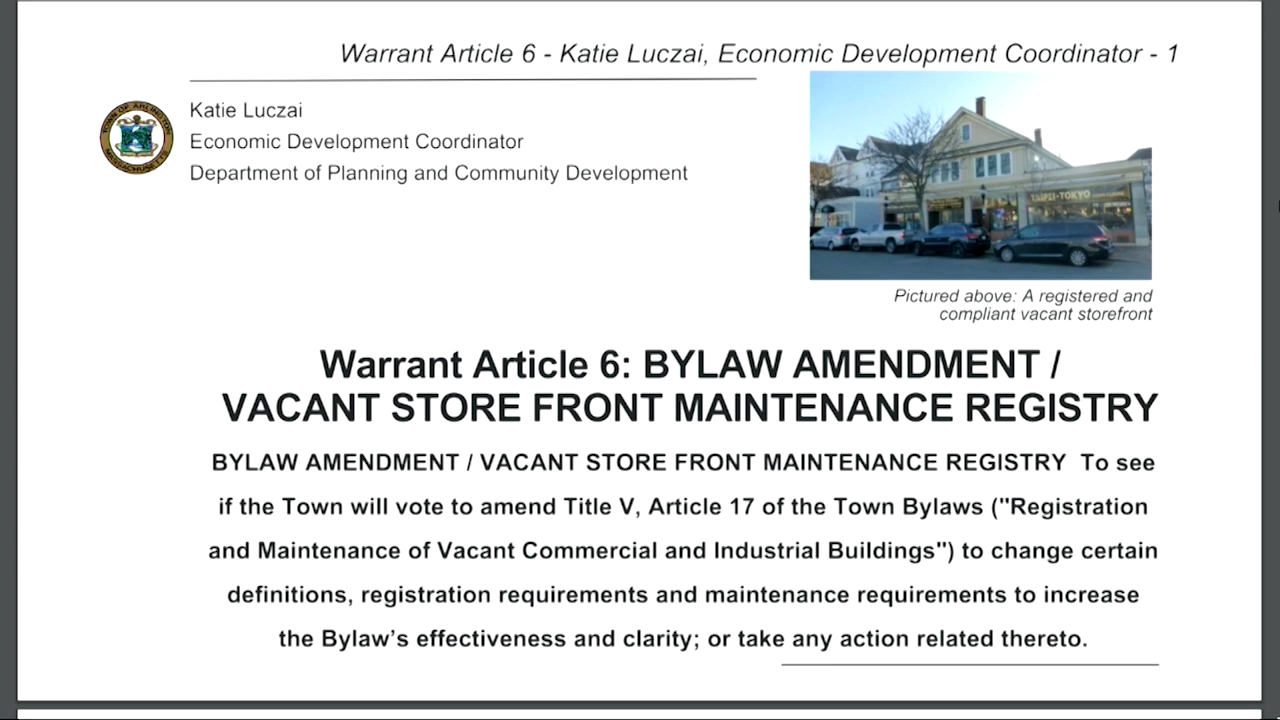 Warrant Article 6 - Katie Luczai, Economic Development Coordinator - 1
TOWN OF ARLINGTON
MASSACHUSETTS
Katie Luczai
Economic Development Coordinator
Department of Planning and Community Development
TAIPEI-TOKYO
Pictured above: A registered and
compliant vacant storefront
Warrant Article 6: BYLAW AMENDMENT /
VACANT STORE FRONT MAINTENANCE REGISTRY
BYLAW AMENDMENT / VACANT STORE FRONT MAINTENANCE REGISTRY To see
if the Town will vote to amend Title V, Article 17 of the Town Bylaws ("Registration
and Maintenance of Vacant Commercial and Industrial Buildings") to change certain
definitions, registration requirements and maintenance requirements to increase
the Bylaw’s effectiveness and clarity; or take any action related thereto.